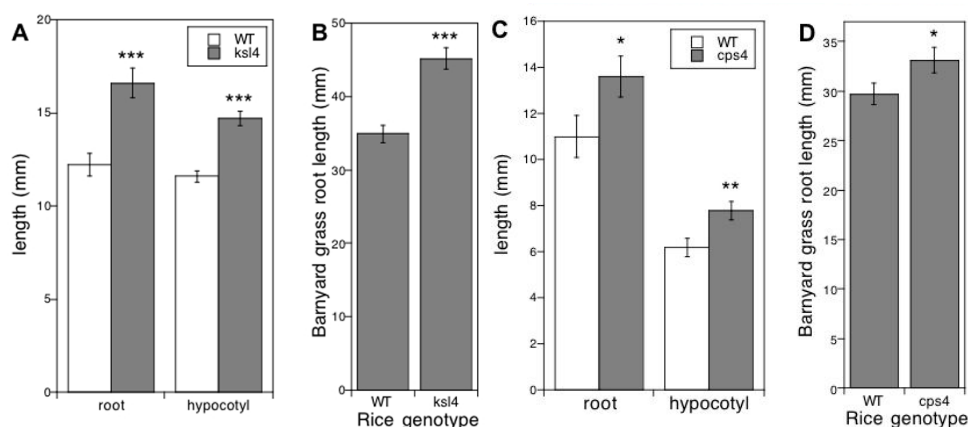 A
20
15
10
5
0
length (mm)
WT
ksl4
***
***
root
hypocotyl
B
50
40
30
20
10
0
Barnyard grass root length (mm)
***
WT
ksl4
Rice genotype
C
16
14
12
10
8
6
4
2
0
length (mm)
WT
cps4
*
**
root
hypocotyl
D
35
30
25
20
15
10
5
0
Barnyard grass root length (mm)
*
WT
cps4
Rice genotype